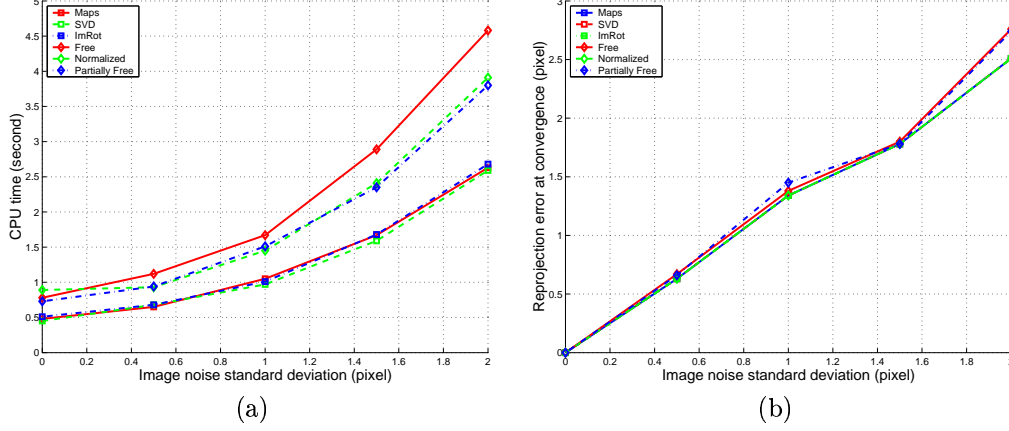 5
4.5
4
3.5
3
2.5
2
1.5
1
0.5
0
CPU time (second)
Maps
SVD
ImRot
Free
Normalized
Partially Free
0 0.2 0.4 0.6 0.8 1 1.2 1.4 1.6 1.8 2
Image noise standard deviation (pixel)
(a)
3
2.5
2
1.5
1
0.5
0
Reprojection error at convergence (pixel)
Maps
SVD
ImRot
Free
Normalized
Partially Free
0 0.2 0.4 0.6 0.8 1 1.2 1.4 1.6 1.8 2
Image noise standard deviation (pixel)
(b)